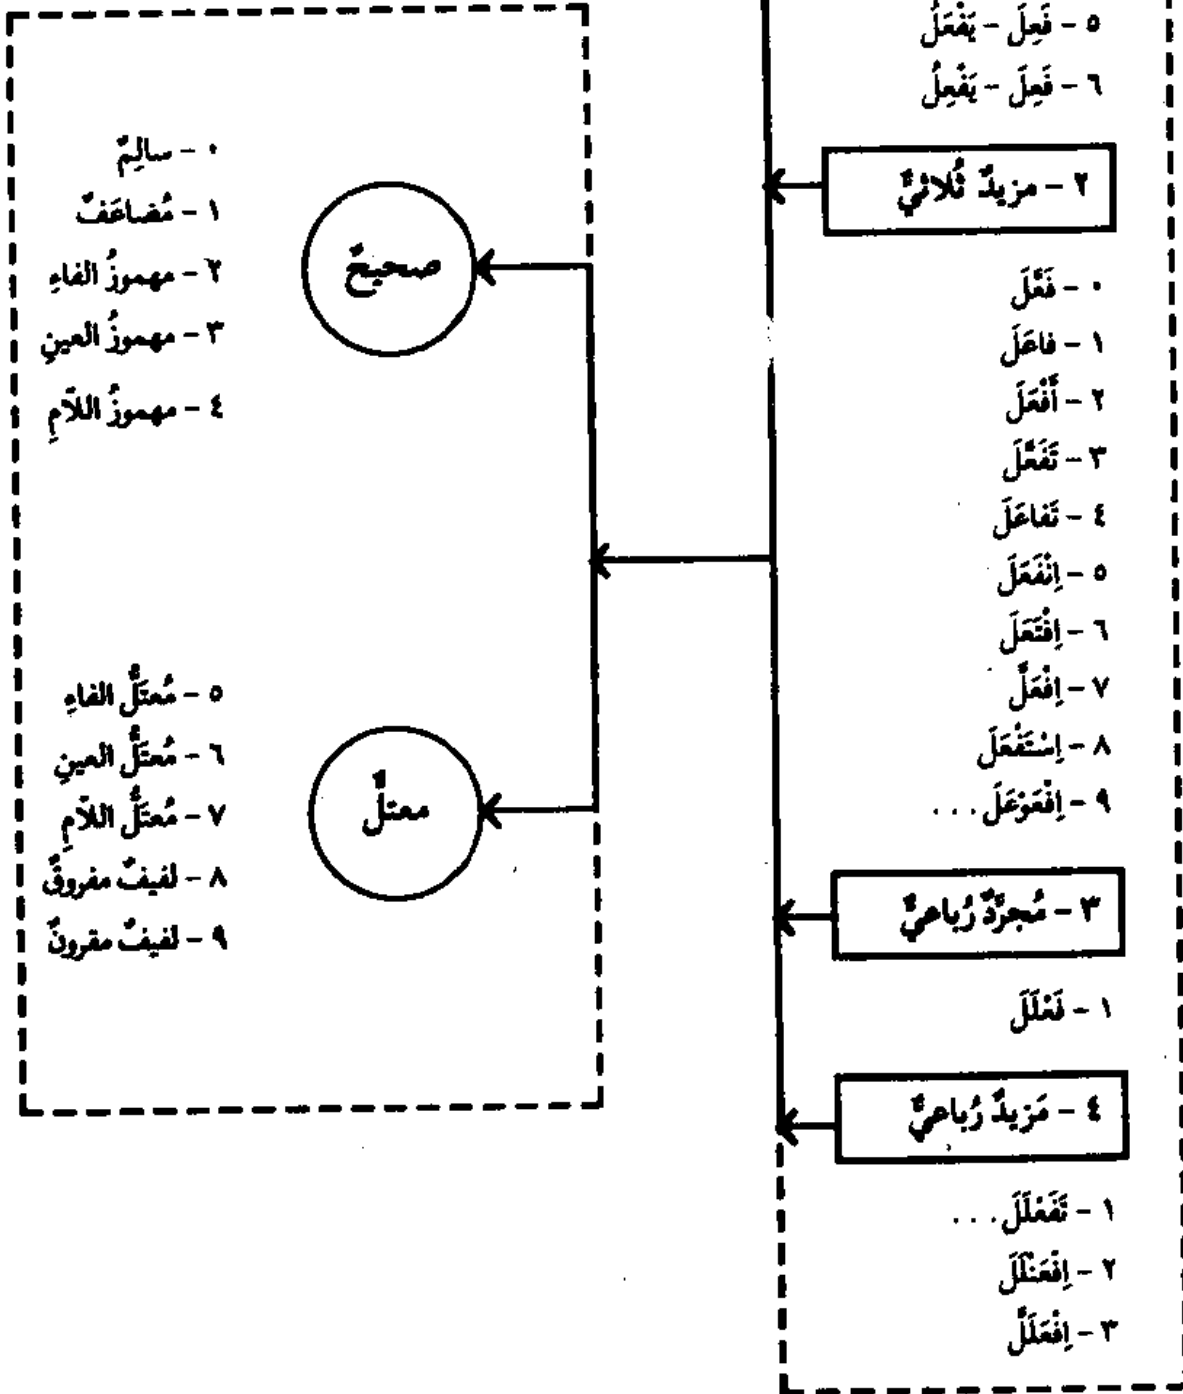 ٥ - فَعِلَ - يَفْعَلُ
٦ - فَعِلَ - يَفْعِلُ
٢ - مزيدٌ ثُلاثيٌّ
٠ - فَعَّلَ
١ - فاعَلَ
٢ - أَفْعَلَ
٣ - تَفَعَّلَ
٤ - تَفاعَلَ
٥ - اِنْفَعَلَ
٦ - اِفْتَعَلَ
٧ - اِفْعَلَّ
٨ - اِسْتَفْعَلَ
٩ - اِفْعَوْعَلَ...
٣ - مُجرَّدٌ رُباعيٌّ
١ - فَعْلَلَ
٤ - مَزيدٌ رُباعيٌّ
١ - تَفَعْلَلَ...
٢ - اِفْعَنْلَلَ
٣ - اِفْعَلَلَّ
صحيحٌ
٠ - سالِمٌ
١ - مُضاعَفٌ
٢ - مهموزُ الفاءِ
٣ - مهموزُ العينِ
٤ - مهموزُ اللاّمِ
معتلٌّ
٥ - مُعتَلُّ الفاءِ
٦ - مُعتَلُّ العينِ
٧ - مُعتَلُّ اللاّمِ
٨ - لفيفٌ مفروقٌ
٩ - لفيفٌ مقرونٌ